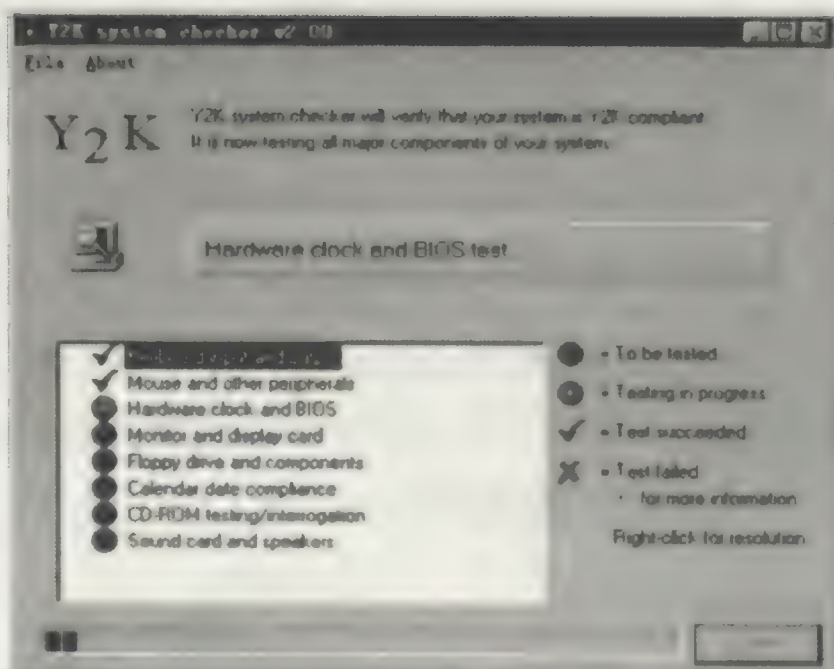 Y2K system checker v2.00
File About
Y2K
Y2K system checker will verify that your system is Y2K compliant.
It is now testing all major components of your system.
Hardware clock and BIOS test
Mouse and other peripherals
Hardware clock and BIOS
Monitor and display card
Floppy drive and components
Calendar date compliance
CD-ROM testing/interrogation
Sound card and speakers
= To be tested
= Testing in progress
= Test succeeded
= Test failed
for more information
Right-click for resolution